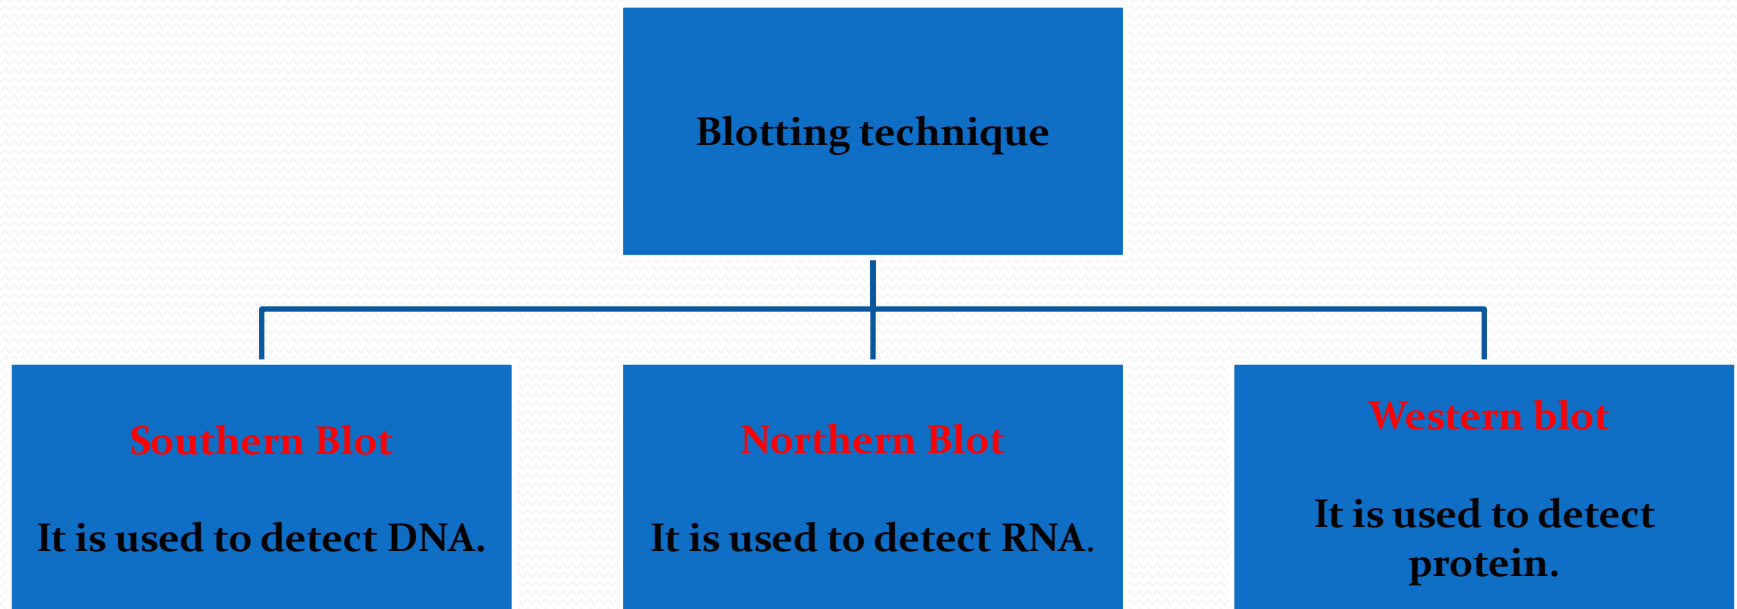 Blotting technique
Southern Blot
It is used to detect DNA.
Northern Blot
It is used to detect RNA.
Western blot
It is used to detect
protein.